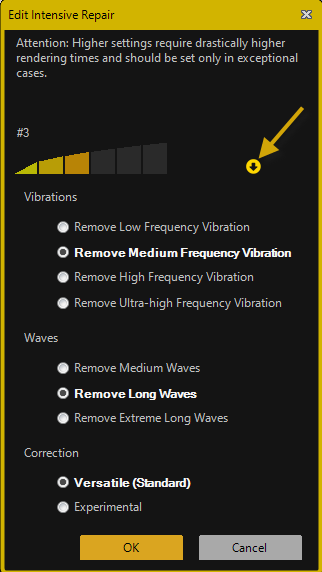 Edit Intensive Repair
Attention: Higher settings require drastically higher
rendering times and should be set only in exceptional
cases.
#3
Vibrations
Remove Low Frequency Vibration
Remove Medium Frequency Vibration
Remove High Frequency Vibration
Remove Ultra-high Frequency Vibration
Waves
Remove Medium Waves
Remove Long Waves
Remove Extreme Long Waves
Correction
Versatile (Standard)
Experimental
OK
Cancel